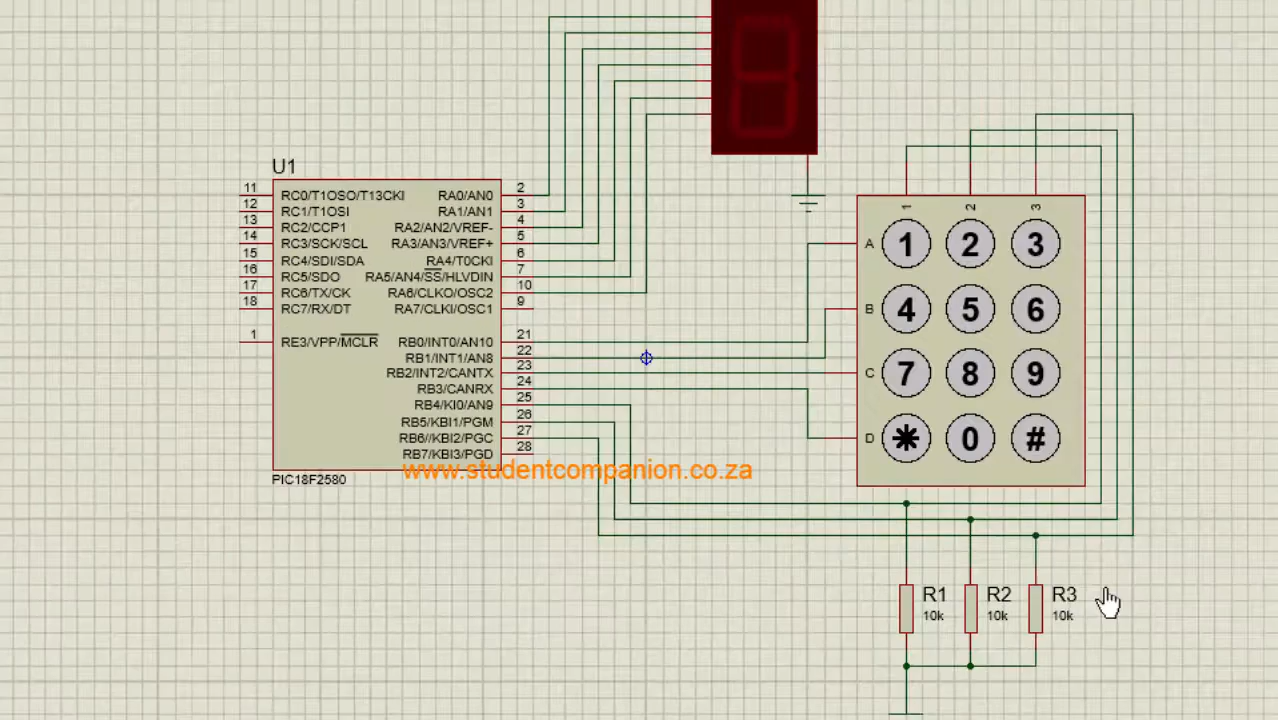 U1
11 RC0/T1OSO/T13CKI RA0/AN0 2
12 RC1/T1OSI RA1/AN1 3
13 RC2/CCP1 RA2/AN2/VREF- 4
14 RC3/SCK/SCL RA3/AN3/VREF+ 5
15 RC4/SDI/SDA RA4/T0CKI 6
16 RC5/SDO RA5/AN4/SS/HLVDIN 7
17 RC6/TX/CK RA6/CLKO/OSC2 10
18 RC7/RX/DT RA7/CLKI/OSC1 9
1 RE3/VPP/MCLR RB0/INT0/AN10 21
RB1/INT1/AN8 22
RB2/INT2/CANTX 23
RB3/CANRX 24
RB4/KI0/AN9 25
RB5/KBI1/PGM 26
RB6//KBI2/PGC 27
RB7/KBI3/PGD 28
PIC18F2580
www.studentcompanion.co.za
1 2 3
A 1 2 3
B 4 5 6
C 7 8 9
D * 0 #
R1 R2 R3
10k 10k 10k